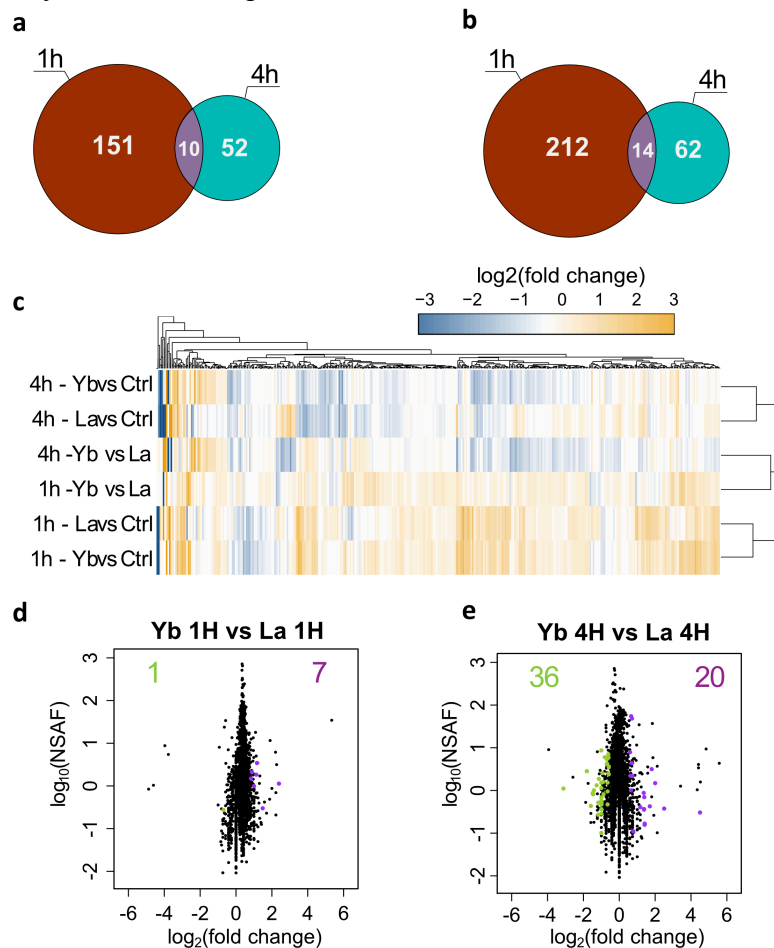 a
b
1h
4h
151
10
52
1h
4h
212
14
62
c
log2(fold change)
−3 −2 −1 0 1 2 3
4h - Ybvs Ctrl
4h - Lavs Ctrl
4h -Yb vs La
1h -Yb vs La
1h - Lavs Ctrl
1h - Ybvs Ctrl
d
Yb 1H vs La 1H
1
7
log10(NSAF)
3
2
1
0
-1
-2
-6 -4 -2 0 2 4 6
log2(fold change)
e
Yb 4H vs La 4H
36
20
log10(NSAF)
3
2
1
0
-1
-2
-6 -4 -2 0 2 4 6
log2(fold change)